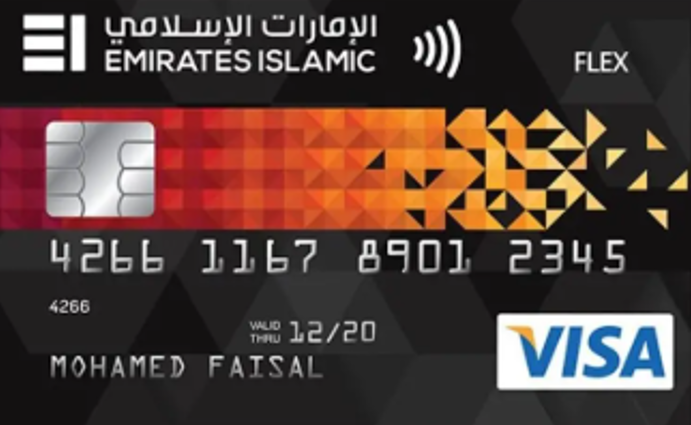 الإمارات الإسلامي
EMIRATES ISLAMIC
FLEX
4266 1167 8901 2345
4266
VALID THRU 12/20
MOHAMED FAISAL
VISA